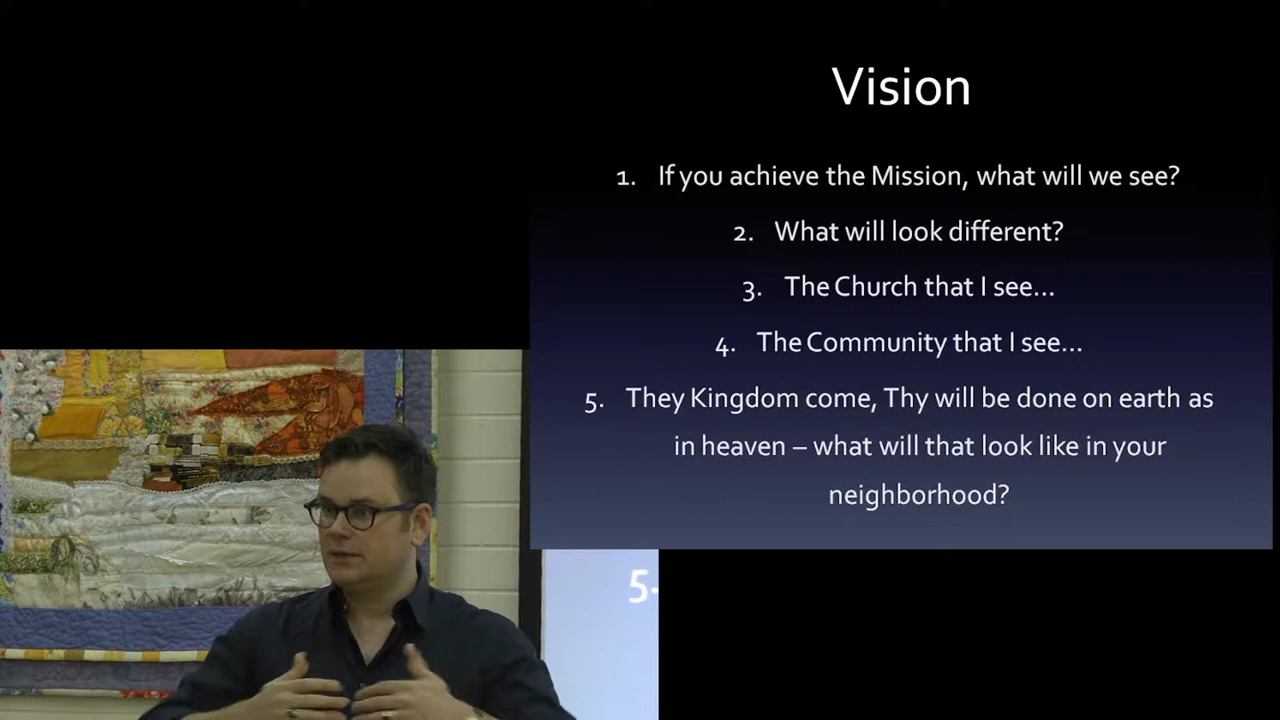 Vision
1. If you achieve the Mission, what will we see?
2. What will look different?
3. The Church that I see...
4. The Community that I see...
5. They Kingdom come, Thy will be done on earth as
in heaven – what will that look like in your
neighborhood?
5.